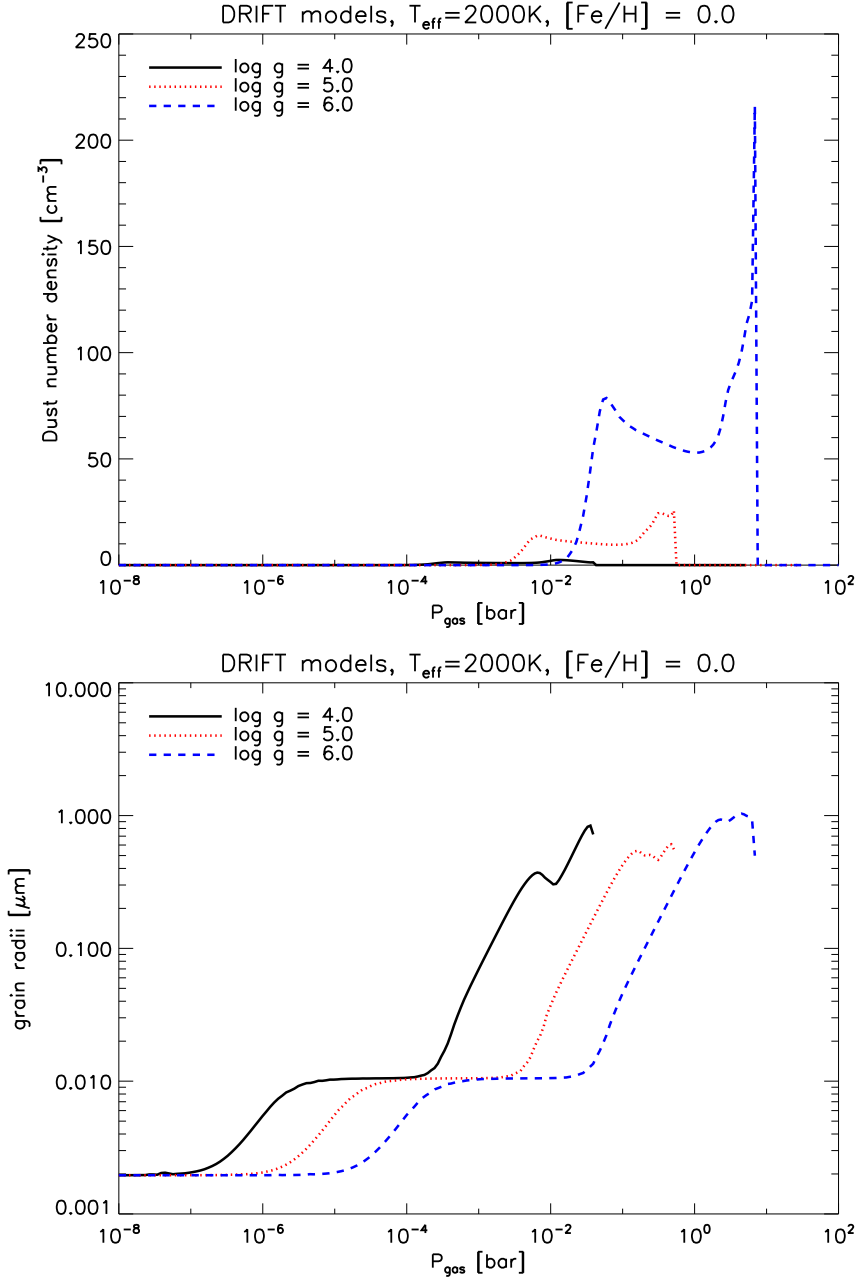 DRIFT models, T_eff=2000K, [Fe/H] = 0.0
250
log g = 4.0
log g = 5.0
log g = 6.0
200
150
100
50
0
Dust number density [cm⁻³]
10⁻⁸ 10⁻⁶ 10⁻⁴ 10⁻² 10⁰ 10²
P_gas [bar]
DRIFT models, T_eff=2000K, [Fe/H] = 0.0
10.000
log g = 4.0
log g = 5.0
log g = 6.0
1.000
0.100
0.010
0.001
grain radii [μm]
10⁻⁸ 10⁻⁶ 10⁻⁴ 10⁻² 10⁰ 10²
P_gas [bar]